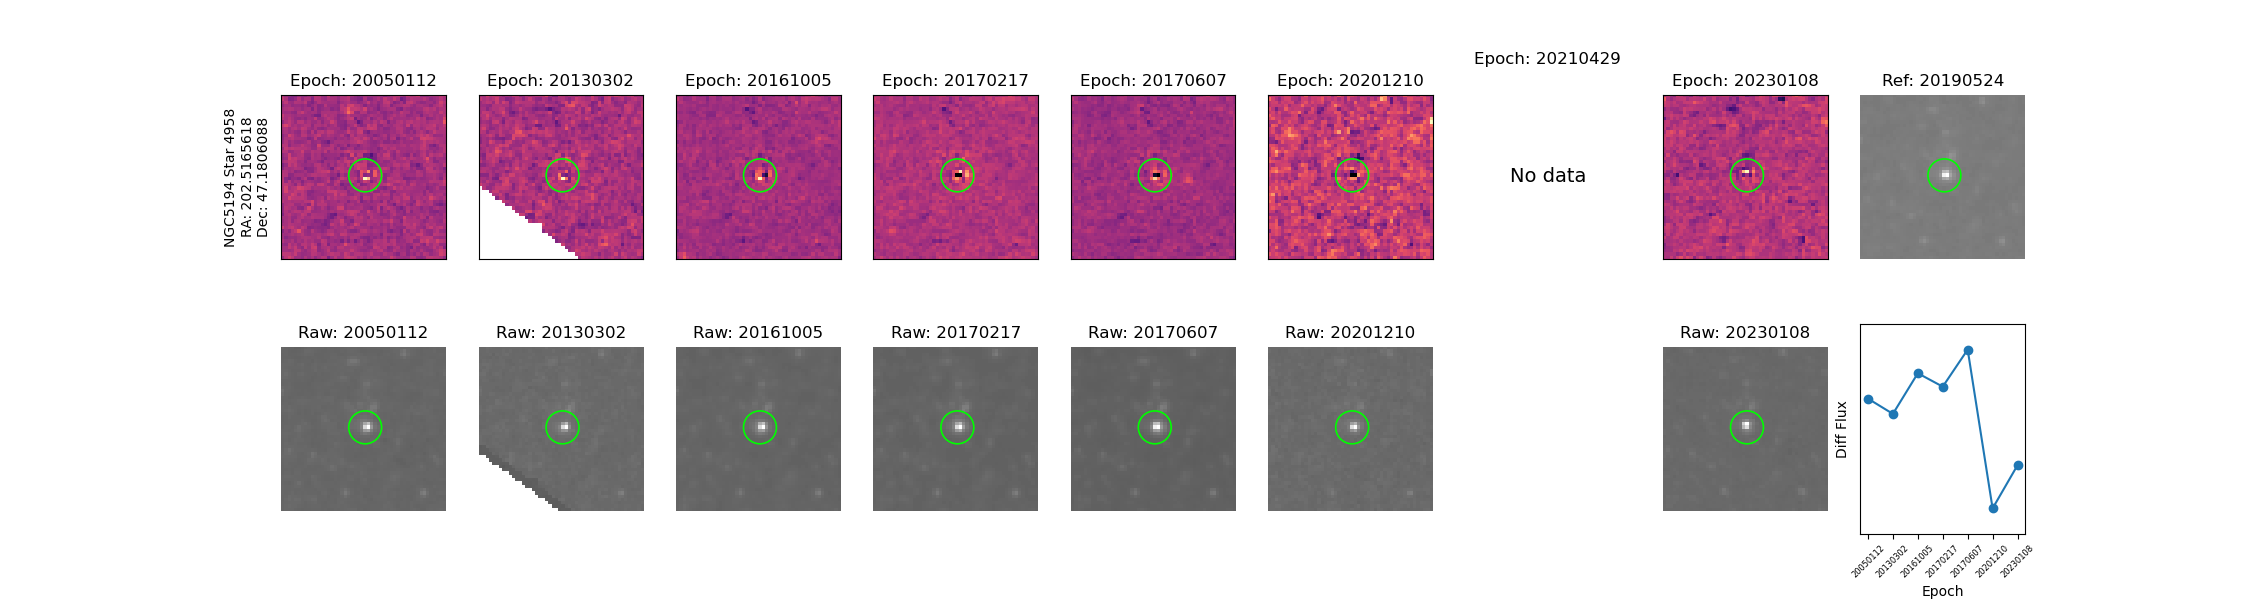 Epoch: 20210429
Epoch: 20050112
Epoch: 20130302
Epoch: 20161005
Epoch: 20170217
Epoch: 20170607
Epoch: 20201210
Epoch: 20230108
Ref: 20190524
NGC5194 Star 4958
RA: 202.5165618
Dec: 47.1806088
No data
Raw: 20050112
Raw: 20130302
Raw: 20161005
Raw: 20170217
Raw: 20170607
Raw: 20201210
Raw: 20230108
Diff Flux
20050112
20130302
20161005
20170217
20170607
20201210
20230108
Epoch